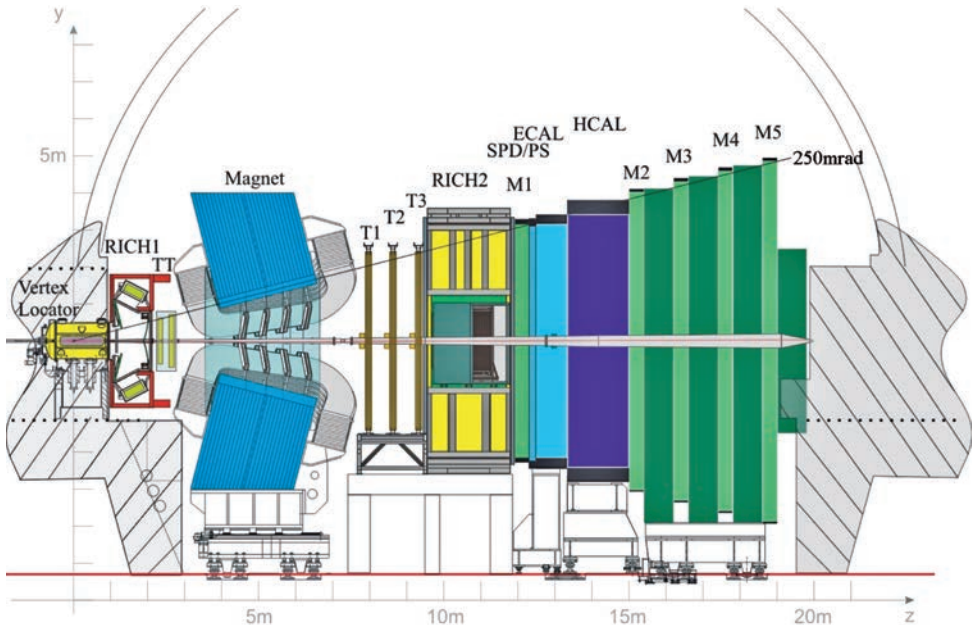 y
5m
ECAL
HCAL
SPD/PS
M1
M2
M3
M4
M5
250mrad
Magnet
RICH2
T1
T2
T3
RICH1
TT
Vertex
Locator
5m
10m
15m
20m
z